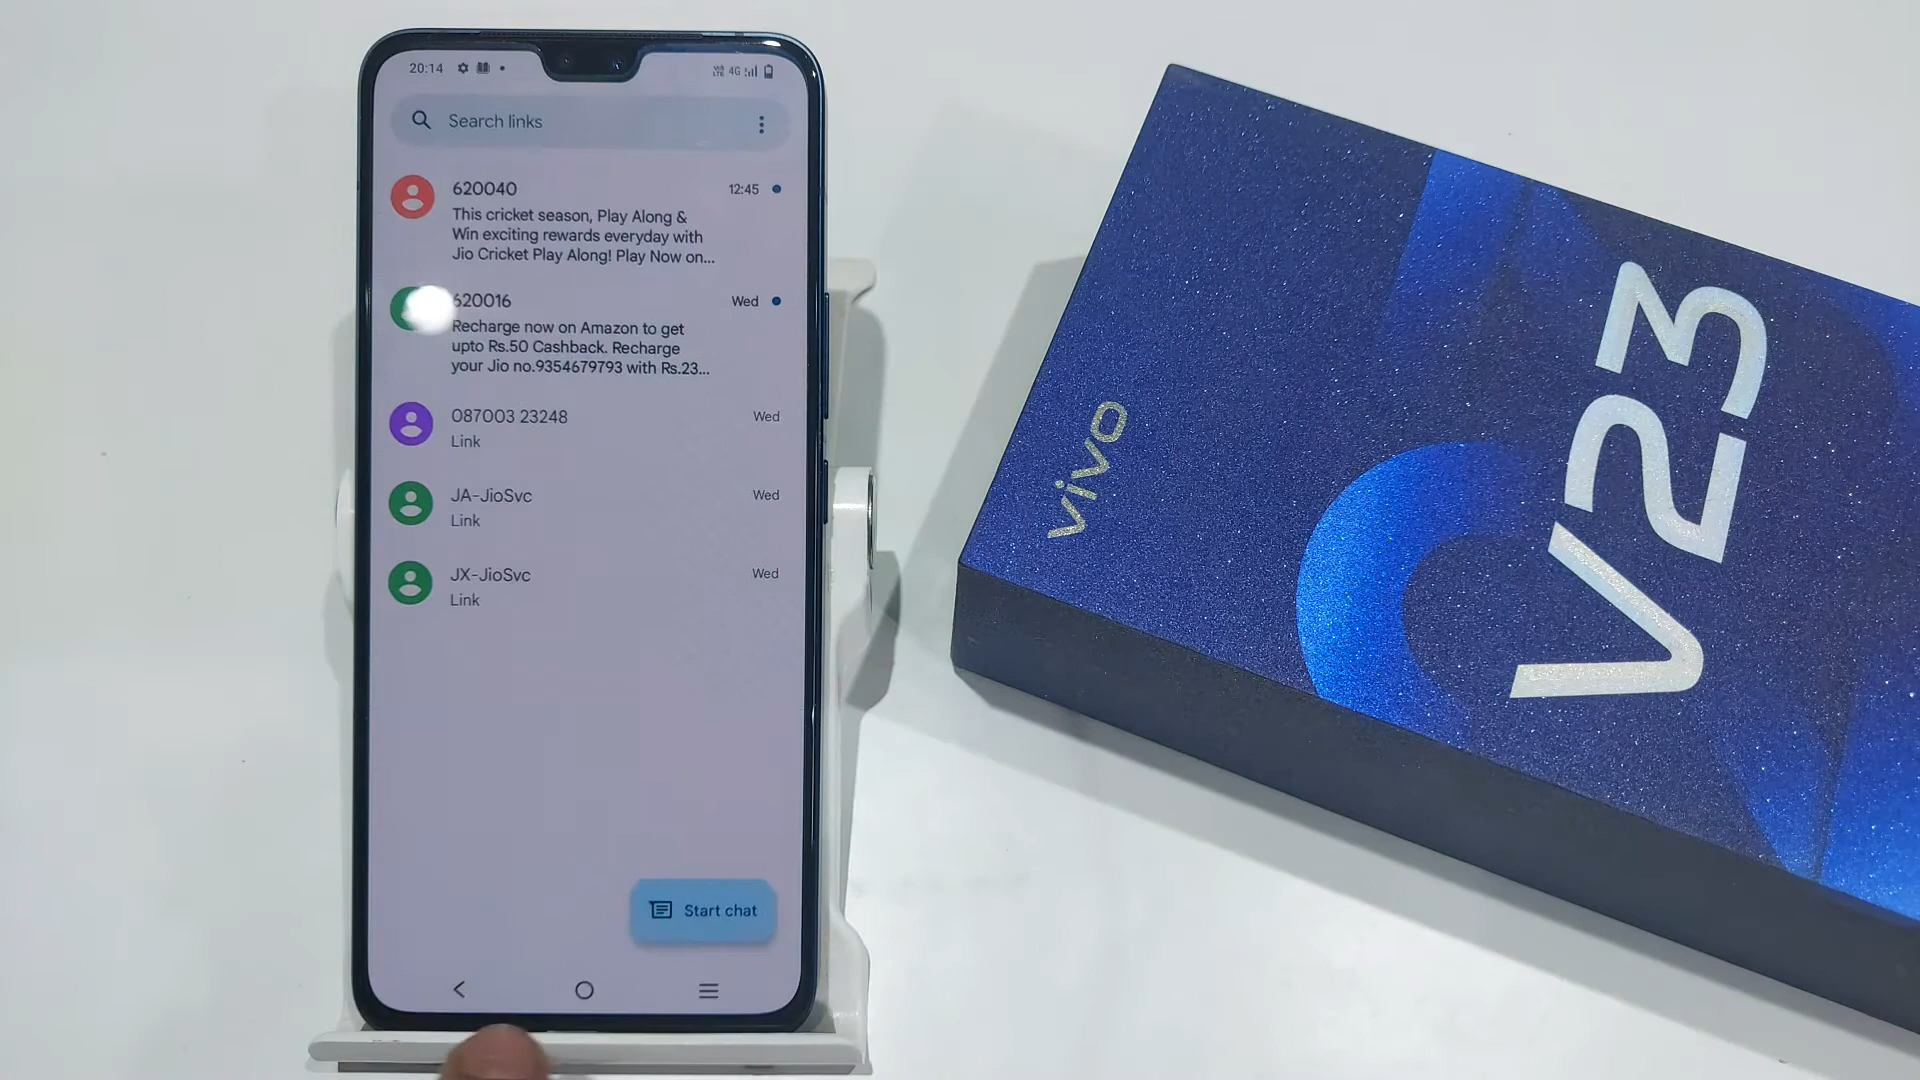 20:14
Vo LTE 4G
Search links
620040 12:45
This cricket season, Play Along &
Win exciting rewards everyday with
Jio Cricket Play Along! Play Now on...
620016 Wed
Recharge now on Amazon to get
upto Rs.50 Cashback. Recharge
your Jio no.9354679793 with Rs.23...
087003 23248 Wed
Link
JA-JioSvc Wed
Link
JX-JioSvc Wed
Link
Start chat
vivo
V23